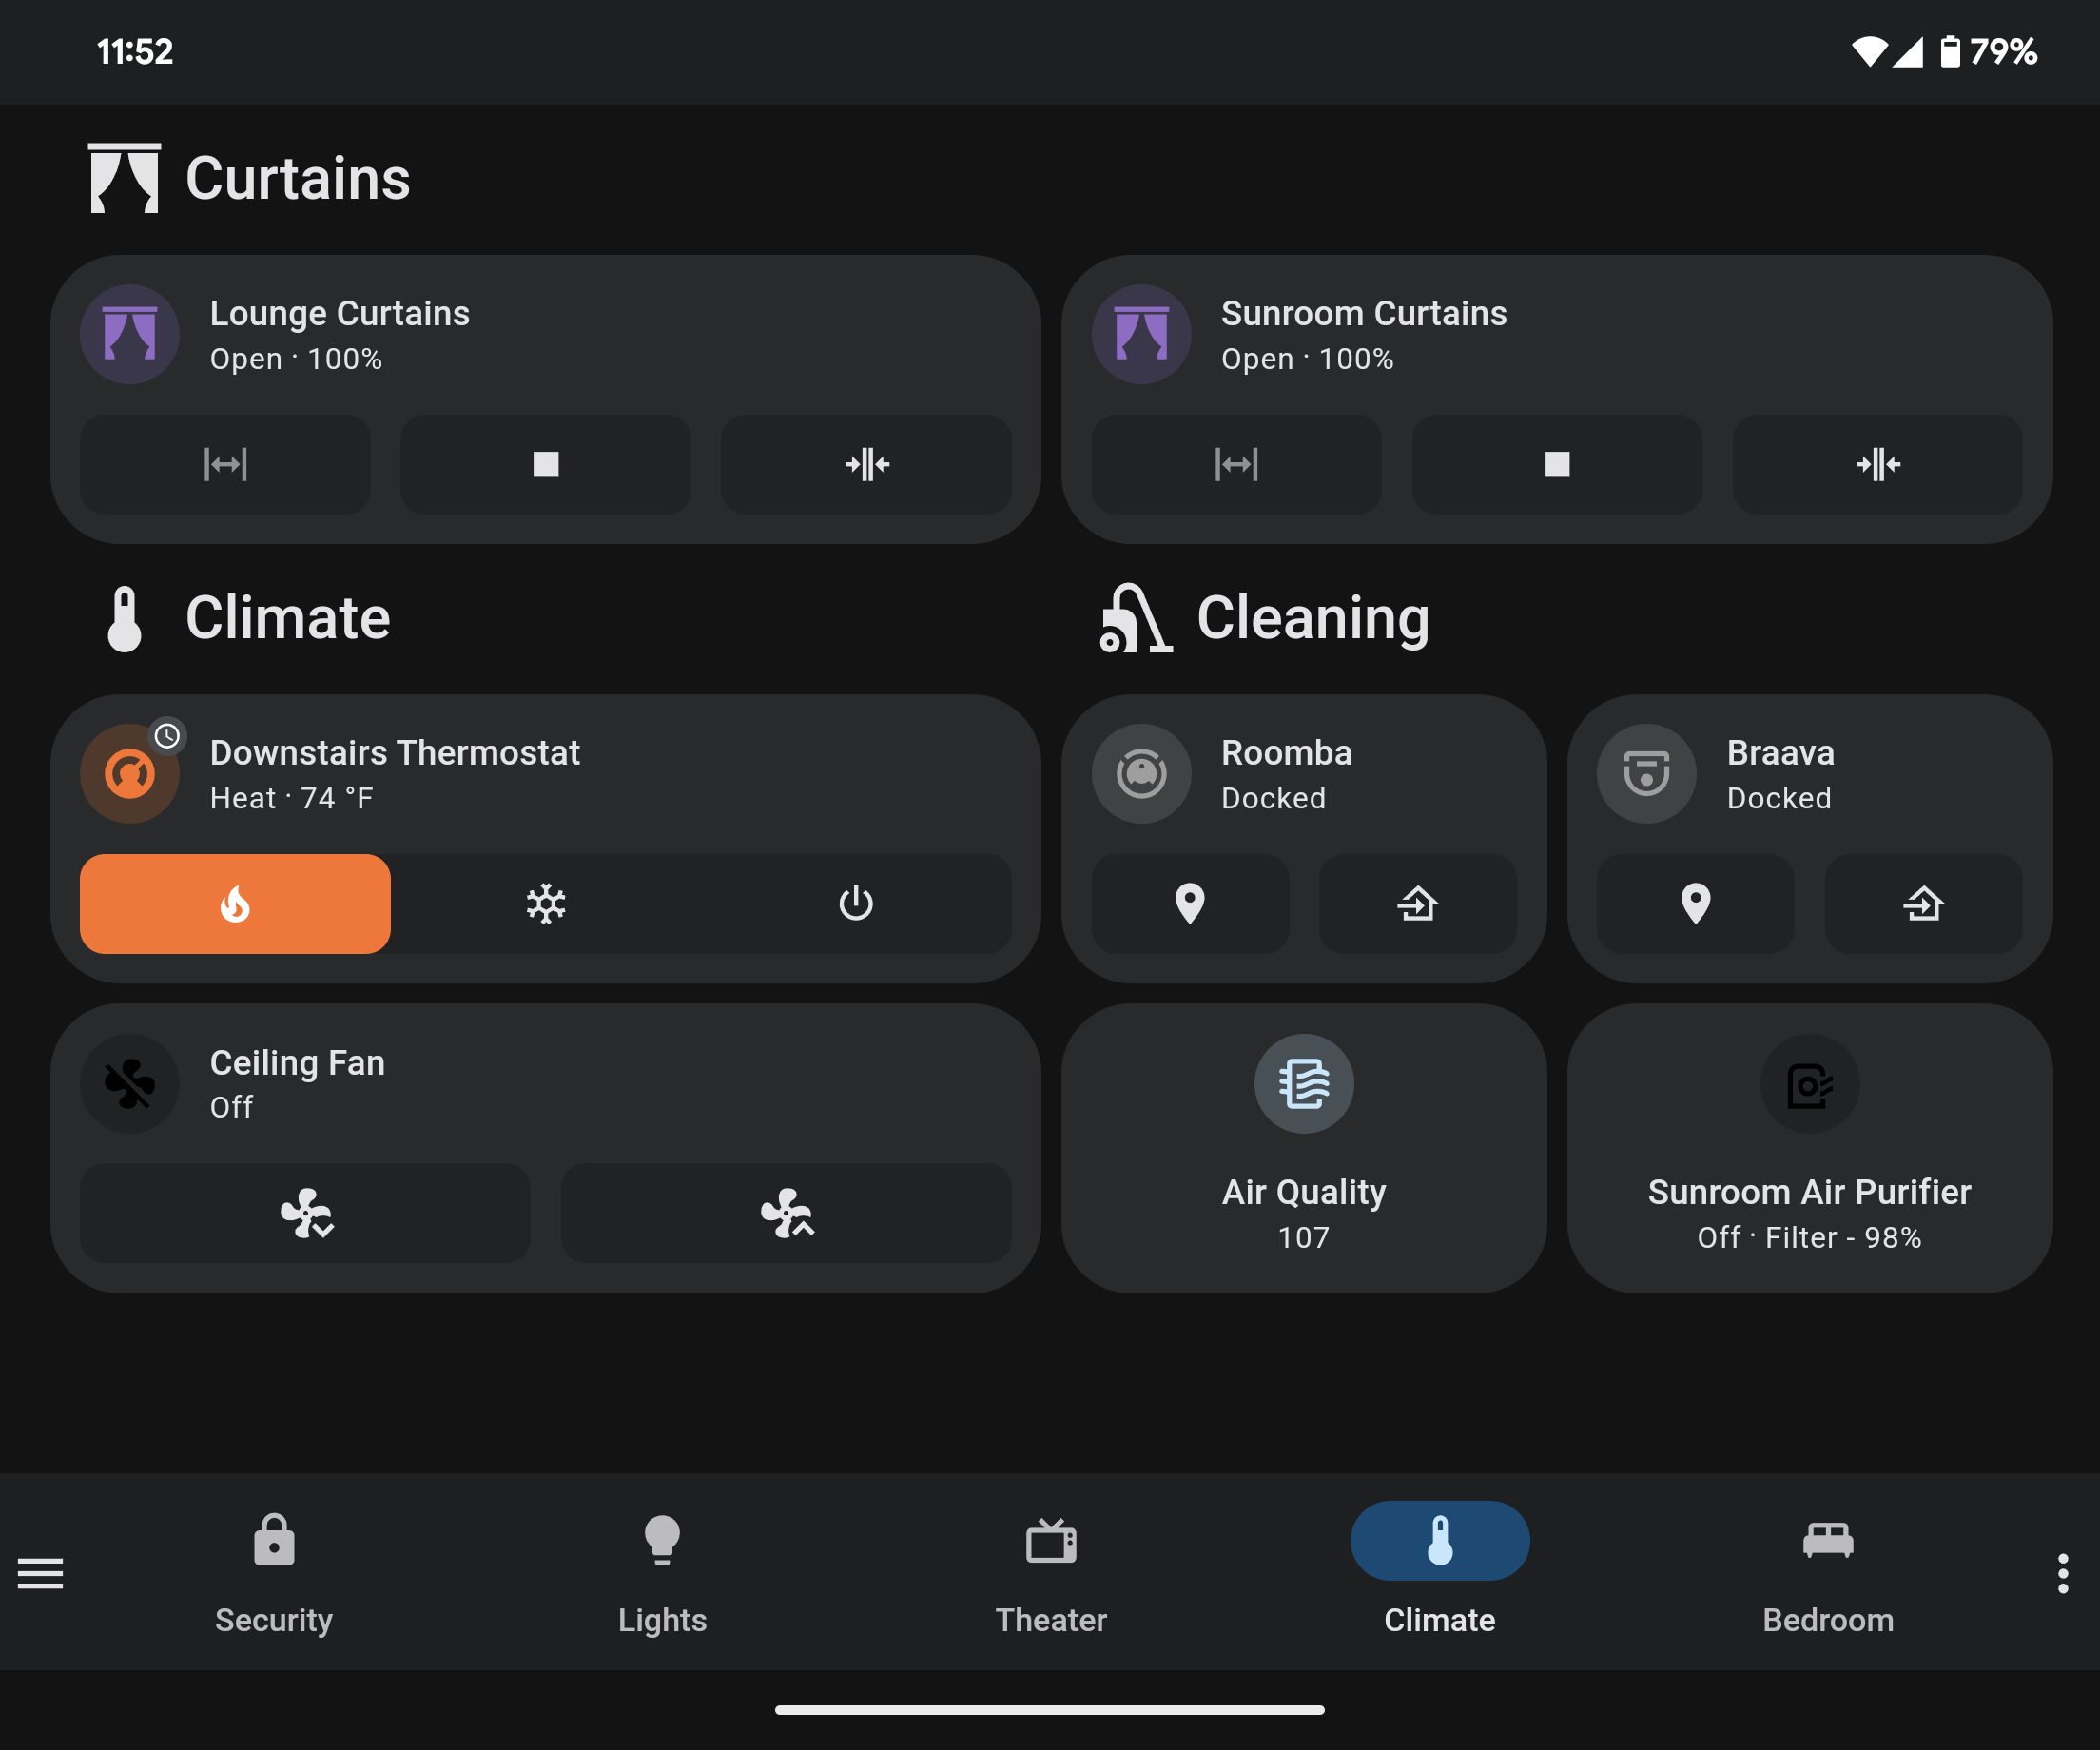 11:52
79%
Curtains
Lounge Curtains
Open · 100%
Sunroom Curtains
Open · 100%
Climate
Cleaning
Downstairs Thermostat
Heat · 74 °F
Roomba
Docked
Braava
Docked
Ceiling Fan
Off
Air Quality
107
Sunroom Air Purifier
Off · Filter - 98%
Security
Lights
Theater
Climate
Bedroom